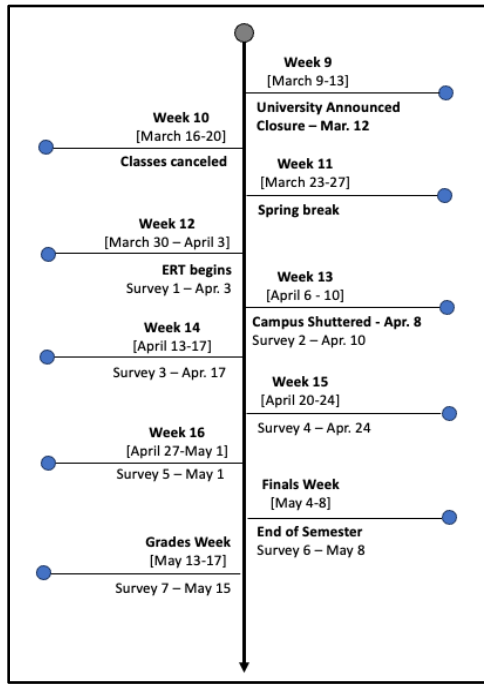 Week 9
[March 9-13]
University Announced
Closure – Mar. 12
Week 10
[March 16-20]
Classes canceled
Week 11
[March 23-27]
Spring break
Week 12
[March 30 – April 3]
ERT begins
Survey 1 – Apr. 3
Week 13
[April 6 - 10]
Campus Shuttered - Apr. 8
Survey 2 – Apr. 10
Week 14
[April 13-17]
Survey 3 – Apr. 17
Week 15
[April 20-24]
Survey 4 – Apr. 24
Week 16
[April 27-May 1]
Survey 5 – May 1
Finals Week
[May 4-8]
End of Semester
Survey 6 – May 8
Grades Week
[May 13-17]
Survey 7 – May 15